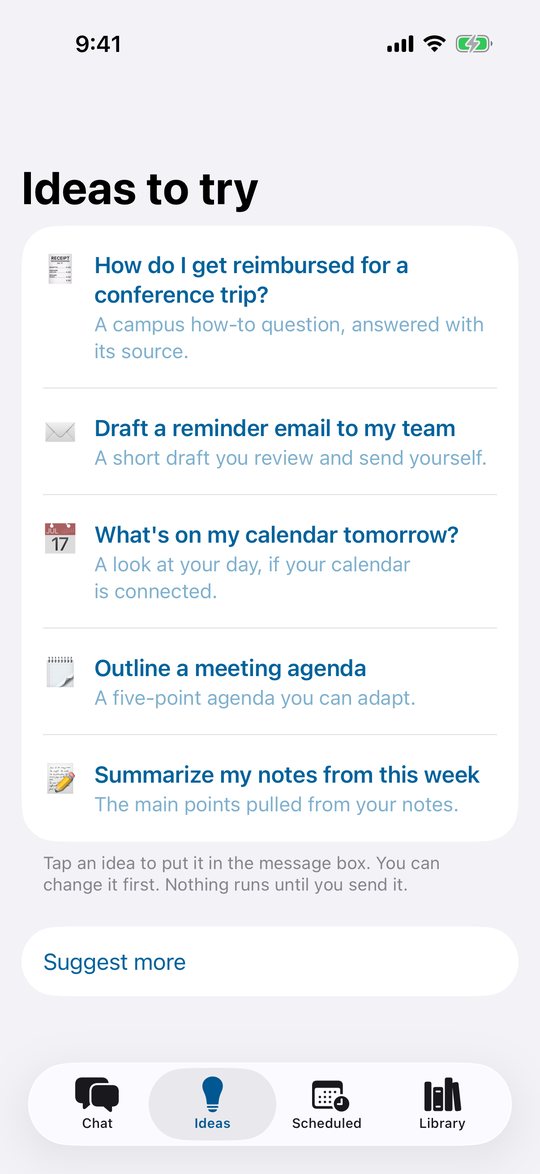 9:41
Ideas to try
RECEIPT
How do I get reimbursed for a
conference trip?
A campus how-to question, answered with
its source.
Draft a reminder email to my team
A short draft you review and send yourself.
JUL
17
What's on my calendar tomorrow?
A look at your day, if your calendar
is connected.
Outline a meeting agenda
A five-point agenda you can adapt.
Summarize my notes from this week
The main points pulled from your notes.
Tap an idea to put it in the message box. You can
change it first. Nothing runs until you send it.
Suggest more
Chat
Ideas
Scheduled
Library